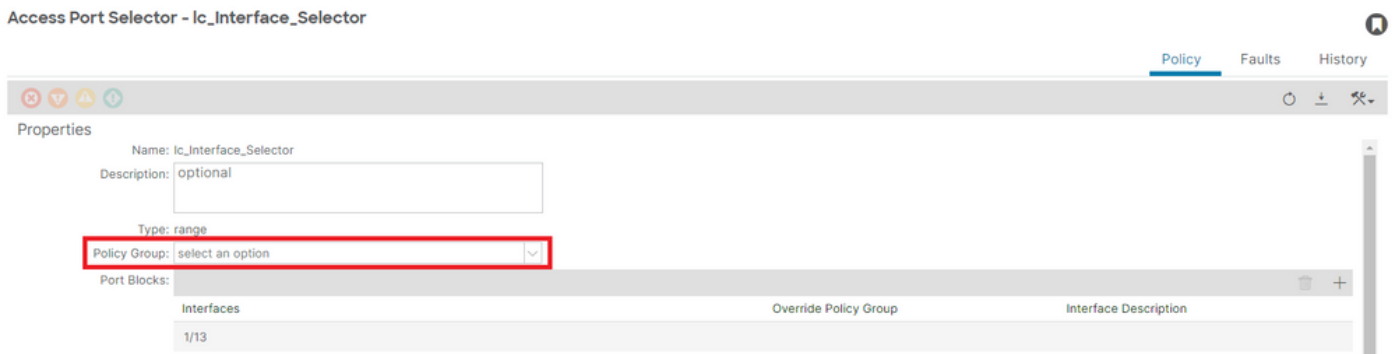 Access Port Selector - lc_Interface_Selector
Policy Faults History
Properties
Name: lc_Interface_Selector
Description: optional
Type: range
Policy Group: select an option
Port Blocks:
Interfaces Override Policy Group Interface Description
1/13